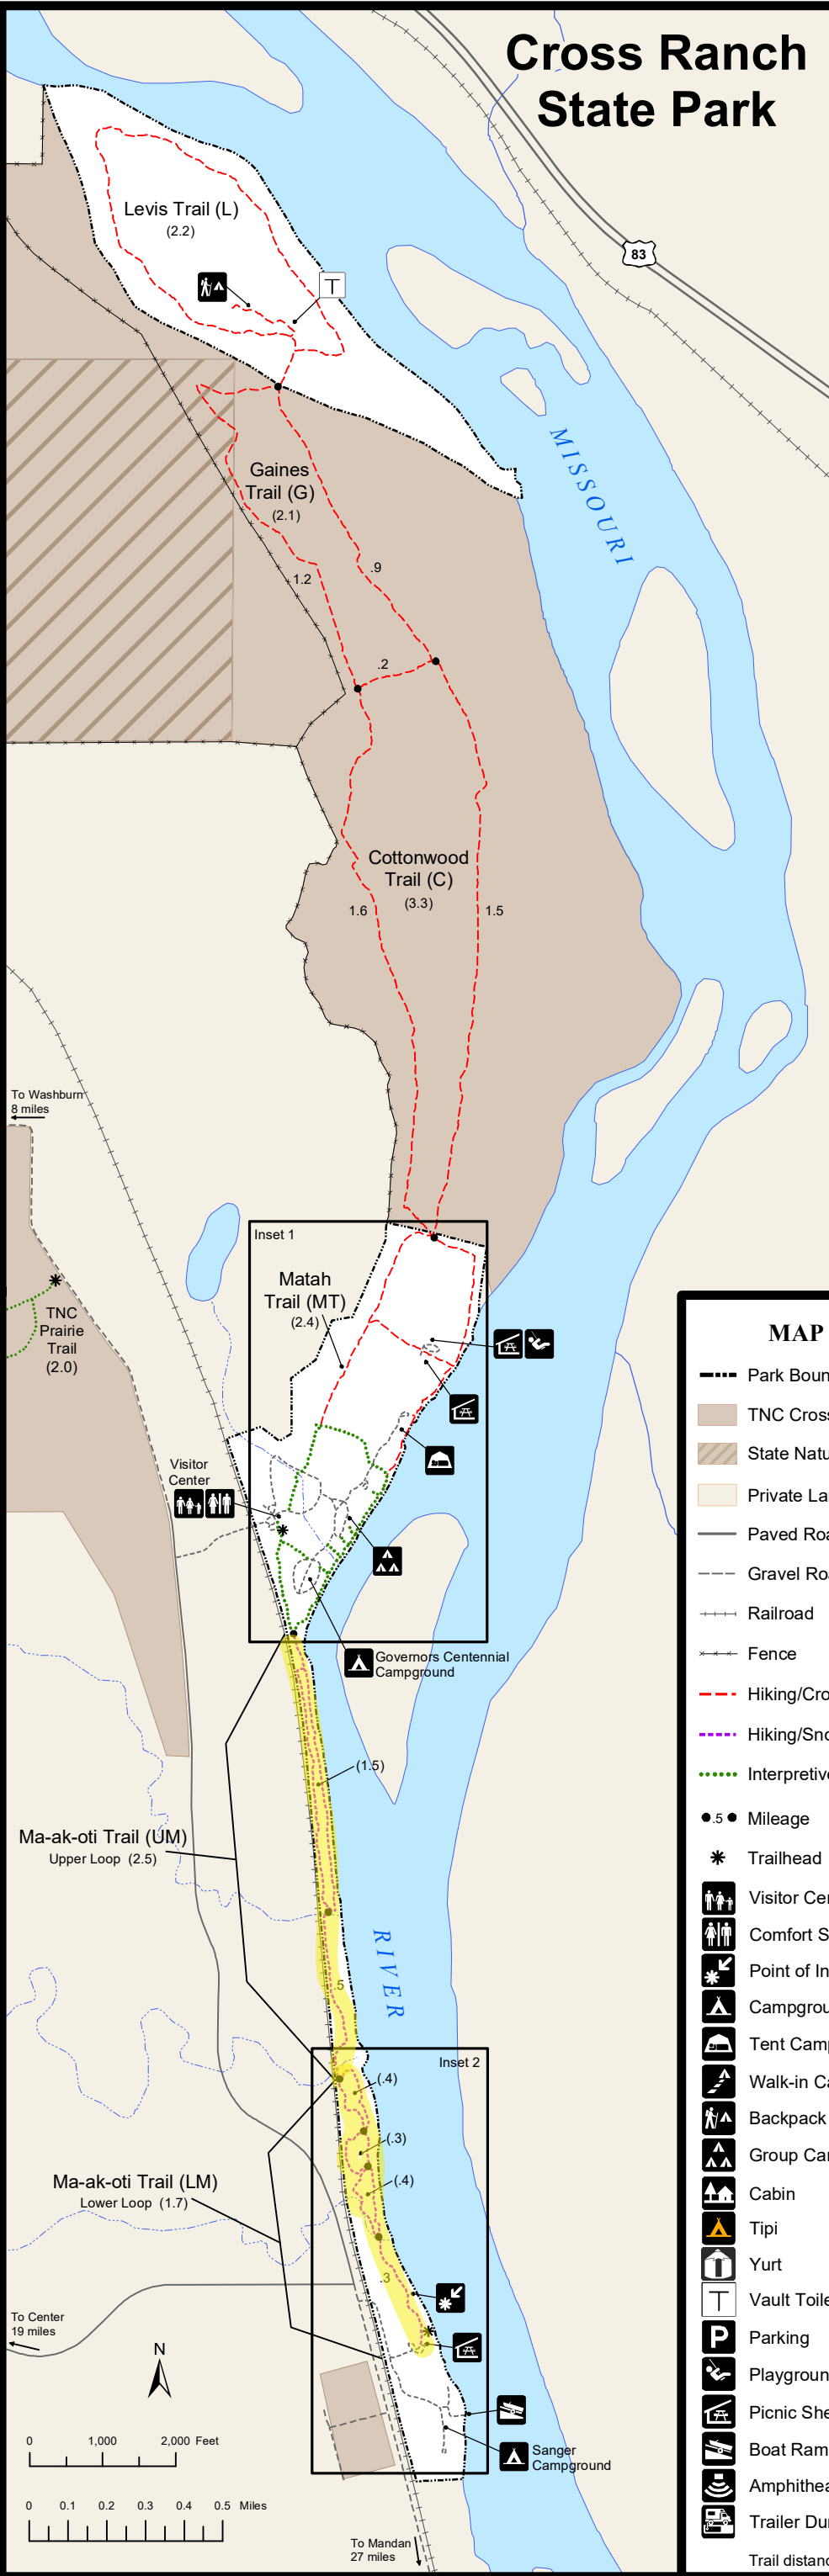 Cross Ranch
State Park
83
Levis Trail (L)
(2.2)
T
MISSOURI
Gaines
Trail (G)
(2.1)
.9
1.2
.2
Cottonwood
Trail (C)
(3.3)
1.6
1.5
To Washburn
8 miles
Inset 1
Matah
Trail (MT)
(2.4)
TNC
Prairie
Trail
(2.0)
Visitor
Center
Governors Centennial
Campground
(1.5)
Ma-ak-oti Trail (UM)
Upper Loop (2.5)
RIVER
.5
Inset 2
(.4)
(.3)
(.4)
Ma-ak-oti Trail (LM)
Lower Loop (1.7)
.3
To Center
19 miles
N
0 1,000 2,000 Feet
0 0.1 0.2 0.3 0.4 0.5 Miles
Sanger
Campground
To Mandan
27 miles
MAP
Park Boun
TNC Cross
State Natu
Private Lan
Paved Roa
Gravel Roa
Railroad
Fence
Hiking/Cro
Hiking/Sno
Interpretive
.5 Mileage
Trailhead
Visitor Cen
Comfort S
Point of In
Campgrou
Tent Camp
Walk-in Ca
Backpack
Group Cam
Cabin
Tipi
Yurt
T Vault Toile
P Parking
Playgroun
Picnic She
Boat Ram
Amphithea
Trailer Dum
Trail distanc